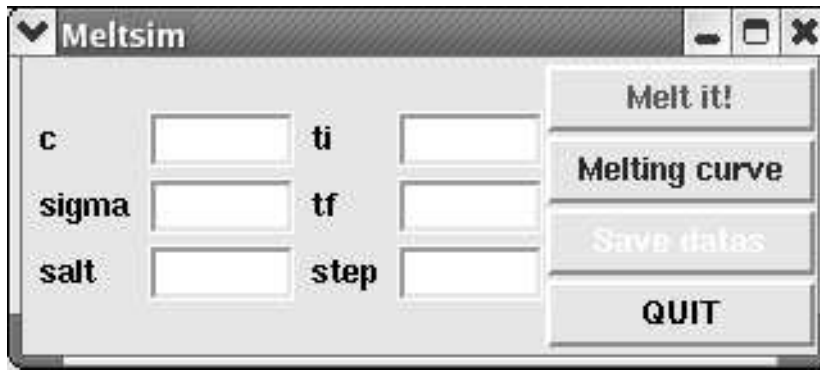 Meltsim
c
ti
sigma
tf
salt
step
Melt it!
Melting curve
Save datas
QUIT